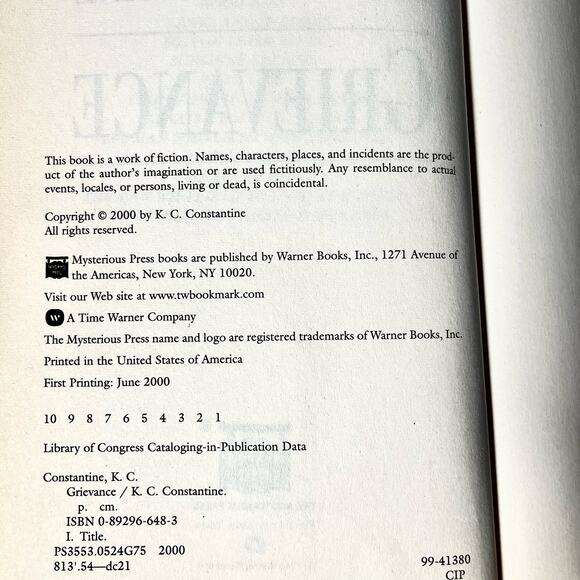 GRIEVANCE
This book is a work of fiction. Names, characters, places, and incidents are the prod-
uct of the author's imagination or are used fictitiously. Any resemblance to actual
events, locales, or persons, living or dead, is coincidental.
Copyright © 2000 by K. C. Constantine
All rights reserved.
Mysterious Press books are published by Warner Books, Inc., 1271 Avenue of
the Americas, New York, NY 10020.
Visit our Web site at www.twbookmark.com
W A Time Warner Company
The Mysterious Press name and logo are registered trademarks of Warner Books, Inc.
Printed in the United States of America
First Printing: June 2000
10 9 8 7 6 5 4 3 2 1
Library of Congress Cataloging-in-Publication Data
Constantine, K. C.
Grievance / K. C. Constantine.
p. cm.
ISBN 0-89296-648-3
I. Title.
PS3553.0524G75 2000
813'.54—dc21
99-41380
CIP